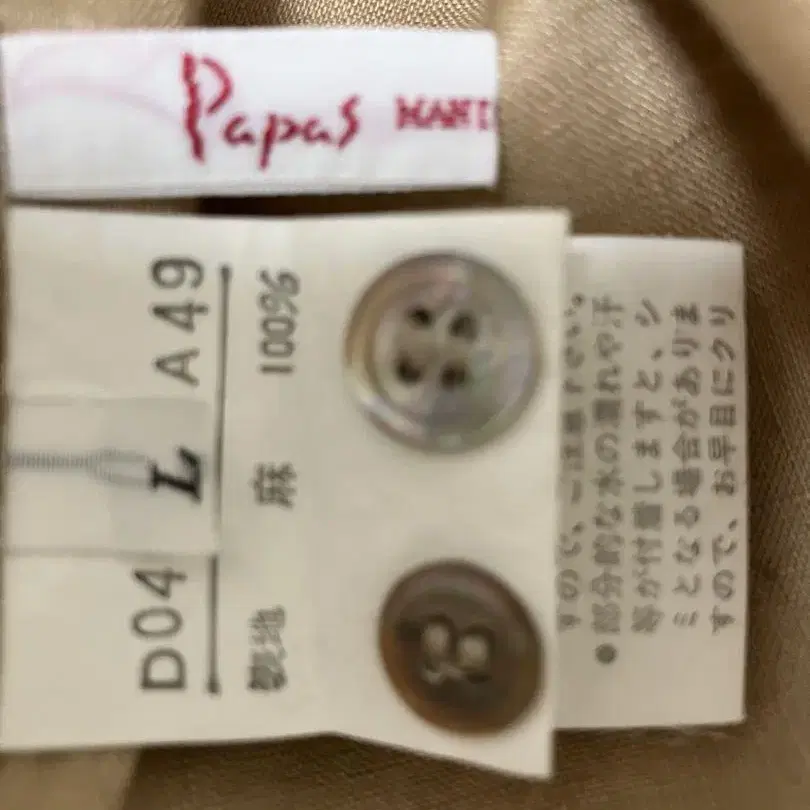 Papas
D04 L A49
表地 麻 100%
すので、ご注意下さい。
●部分的な水の濡れや汗
等が付着しますと、シ
ミとなる場合がありま
すので、お早目にクリ